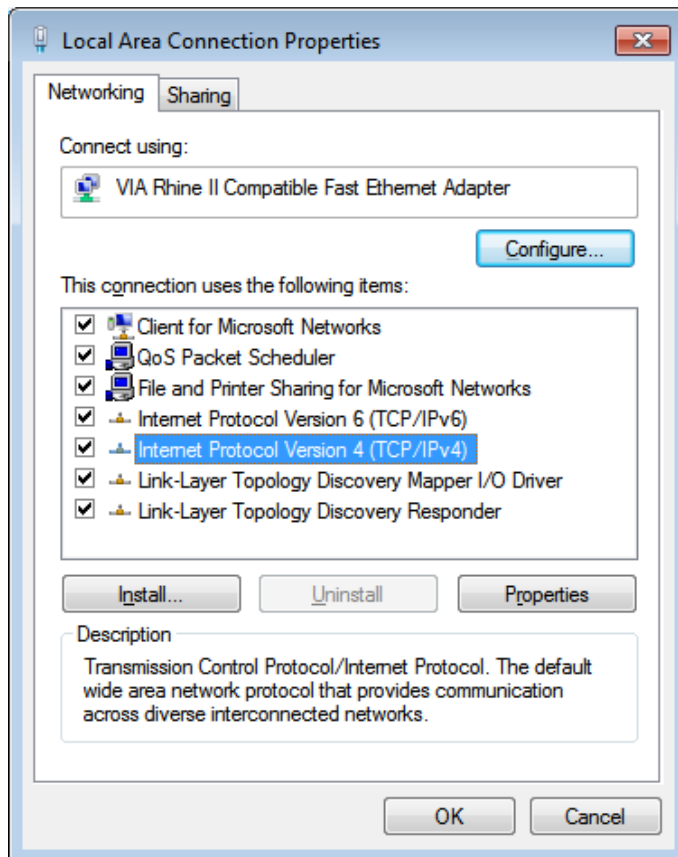 Local Area Connection Properties
Networking
Sharing
Connect using:
VIA Rhine II Compatible Fast Ethernet Adapter
Configure...
This connection uses the following items:
Client for Microsoft Networks
QoS Packet Scheduler
File and Printer Sharing for Microsoft Networks
Internet Protocol Version 6 (TCP/IPv6)
Internet Protocol Version 4 (TCP/IPv4)
Link-Layer Topology Discovery Mapper I/O Driver
Link-Layer Topology Discovery Responder
Install...
Uninstall
Properties
Description
Transmission Control Protocol/Internet Protocol. The default
wide area network protocol that provides communication
across diverse interconnected networks.
OK
Cancel